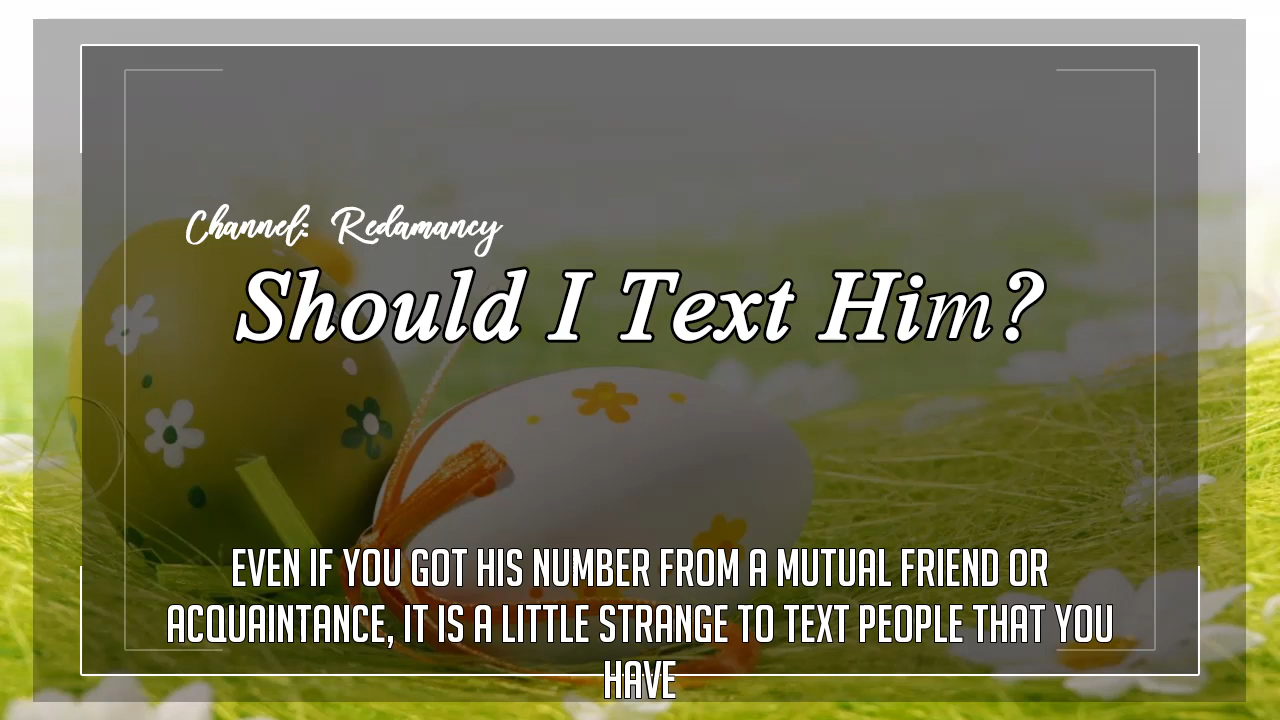 Channel: Redamancy
Should I Text Him?
EVEN IF YOU GOT HIS NUMBER FROM A MUTUAL FRIEND OR
ACQUAINTANCE, IT IS A LITTLE STRANGE TO TEXT PEOPLE THAT YOU
HAVE